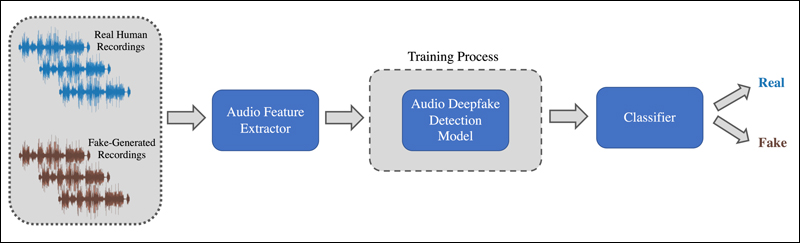 Real Human
Recordings
Fake-Generated
Recordings
Audio Feature
Extractor
Training Process
Audio Deepfake
Detection
Model
Classifier
Real
Fake